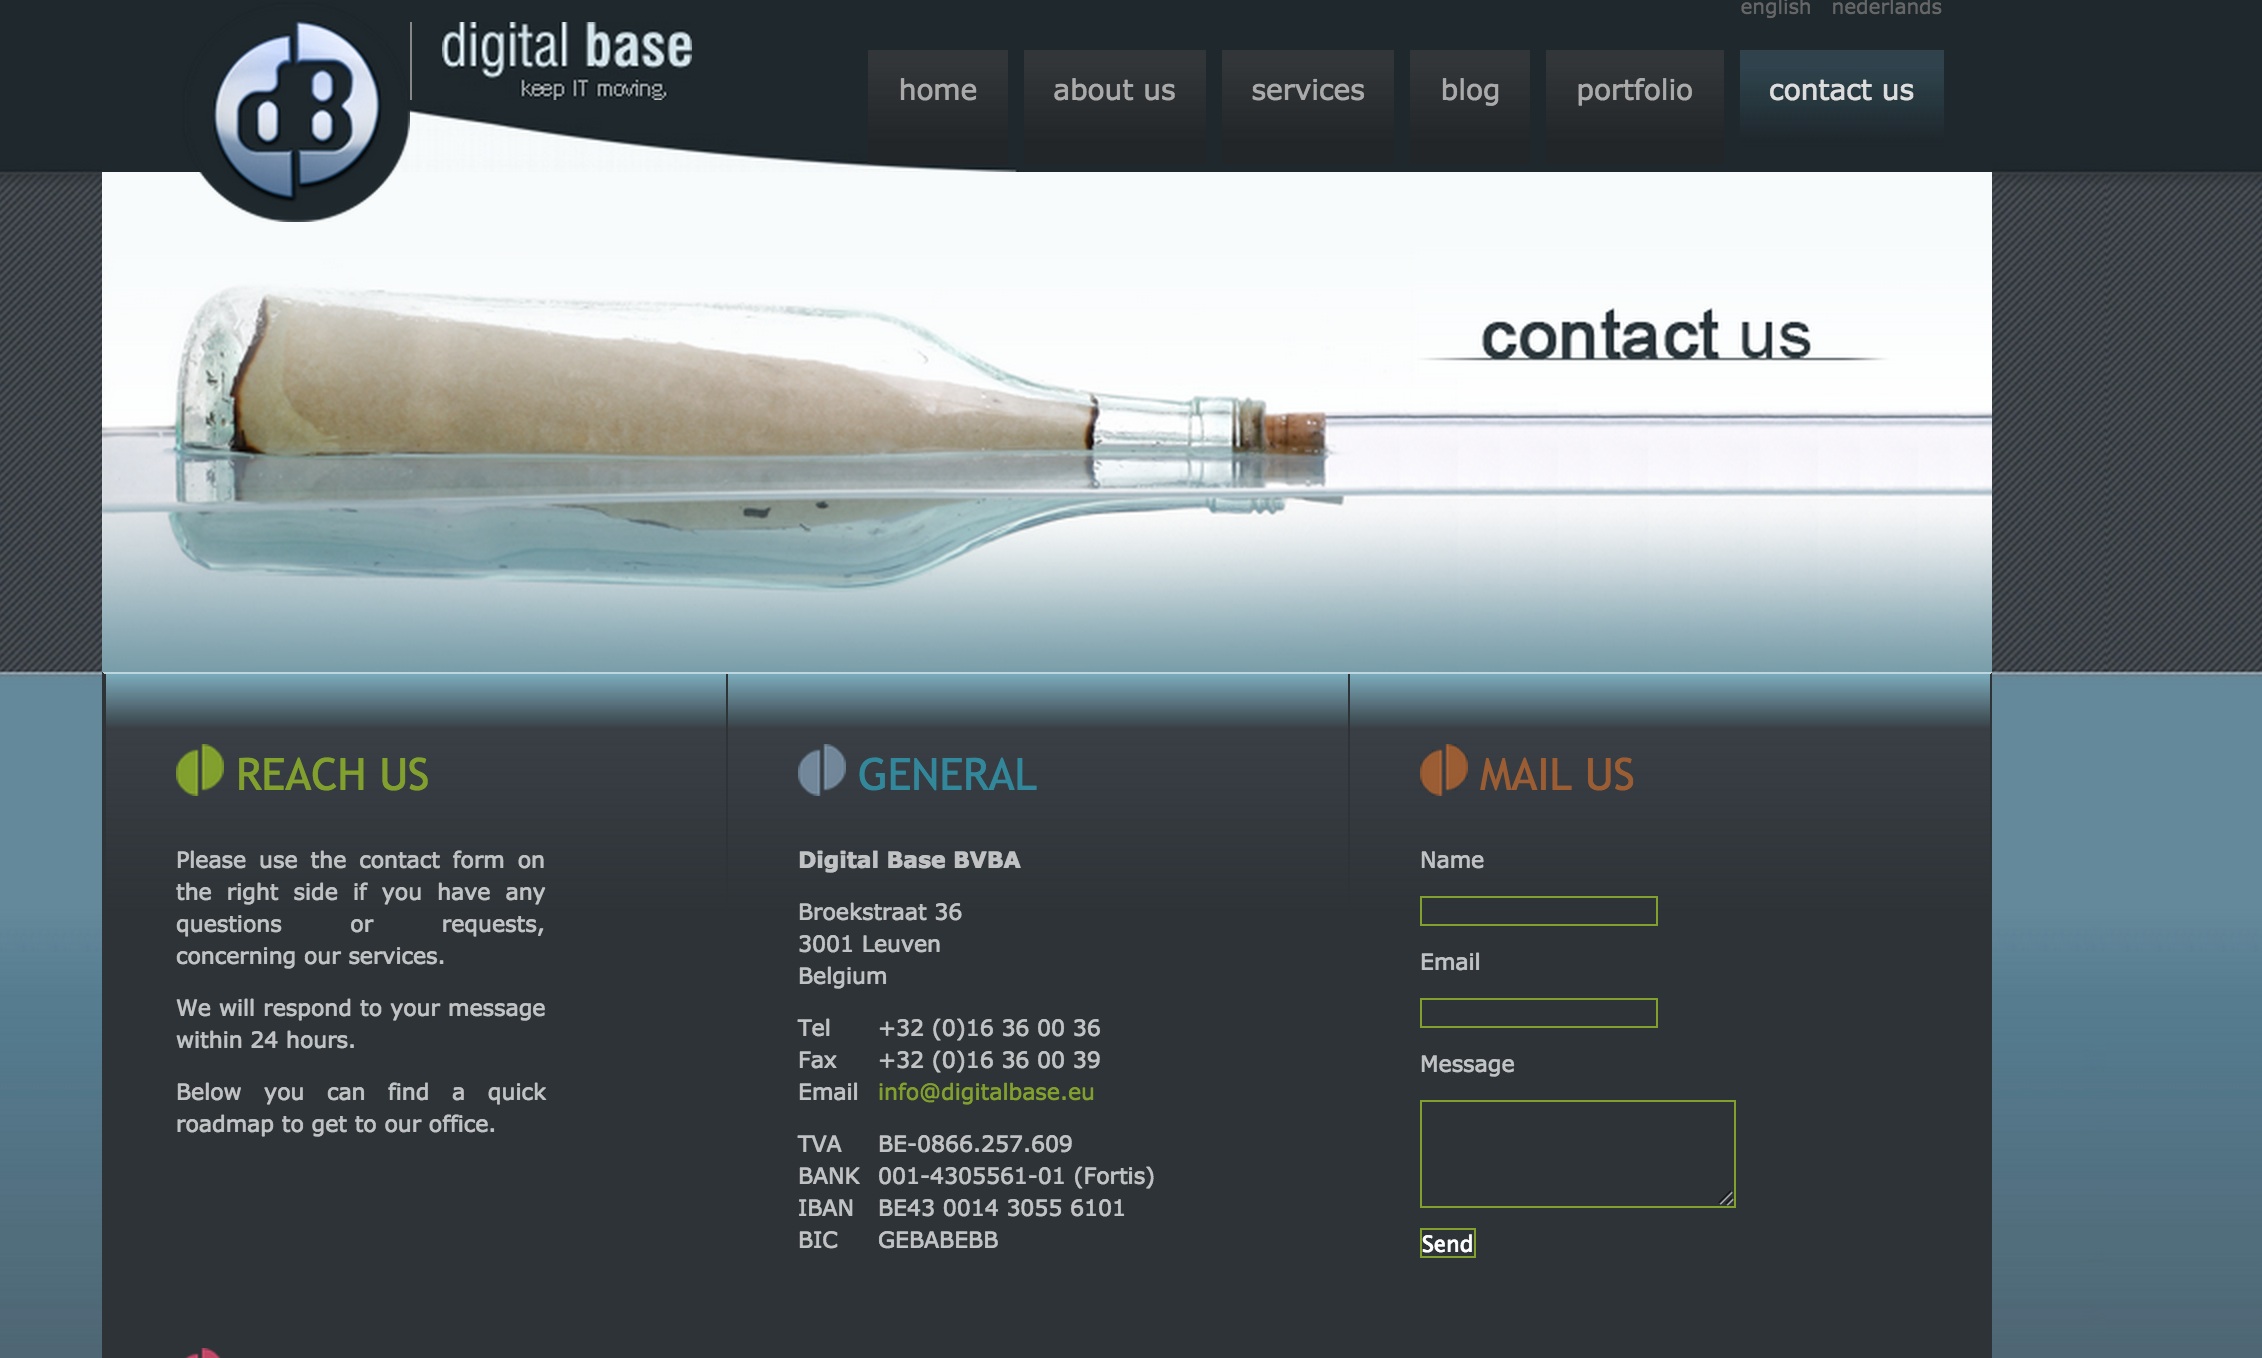 english nederlands
dB
digital base
keep IT moving.
home about us services blog portfolio contact us
contact us
REACH US
Please use the contact form on
the right side if you have any
questions or requests,
concerning our services.
We will respond to your message
within 24 hours.
Below you can find a quick
roadmap to get to our office.
GENERAL
Digital Base BVBA
Broekstraat 36
3001 Leuven
Belgium
Tel +32 (0)16 36 00 36
Fax +32 (0)16 36 00 39
Email info@digitalbase.eu
TVA BE-0866.257.609
BANK 001-4305561-01 (Fortis)
IBAN BE43 0014 3055 6101
BIC GEBABEBB
MAIL US
Name
Email
Message
Send